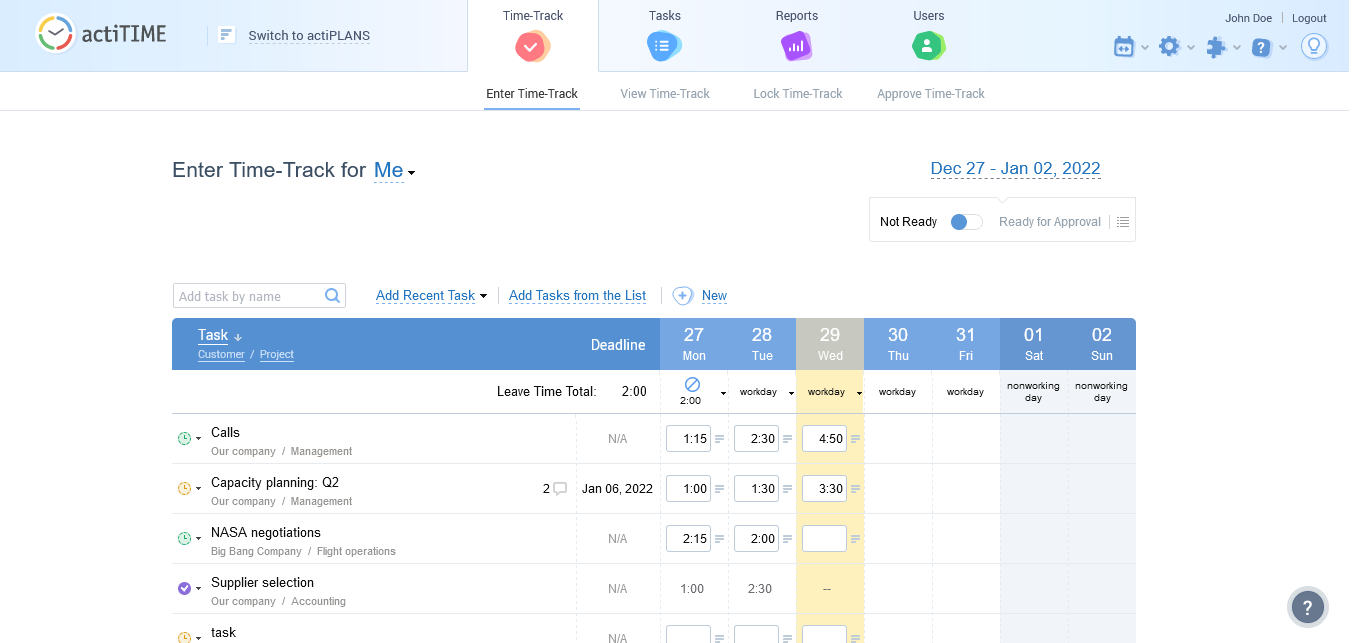 actiTIME
Switch to actiPLANS
Time-Track
Tasks
Reports
Users
John Doe
Logout
?
Enter Time-Track
View Time-Track
Lock Time-Track
Approve Time-Track
Enter Time-Track for Me
Dec 27 - Jan 02, 2022
Not Ready
Ready for Approval
Add task by name
Add Recent Task
Add Tasks from the List
New
Task ↓
Customer / Project
Deadline
27 28 29 30 31 01 02
Mon Tue Wed Thu Fri Sat Sun
Leave Time Total: 2:00
2:00
workday
workday
workday
workday
nonworking day
nonworking day
Calls
Our company / Management
N/A 1:15 2:30 4:50
Capacity planning: Q2
Our company / Management
2 Jan 06, 2022 1:00 1:30 3:30
NASA negotiations
Big Bang Company / Flight operations
N/A 2:15 2:00
Supplier selection
Our company / Accounting
N/A 1:00 2:30 --
task
N/A
?